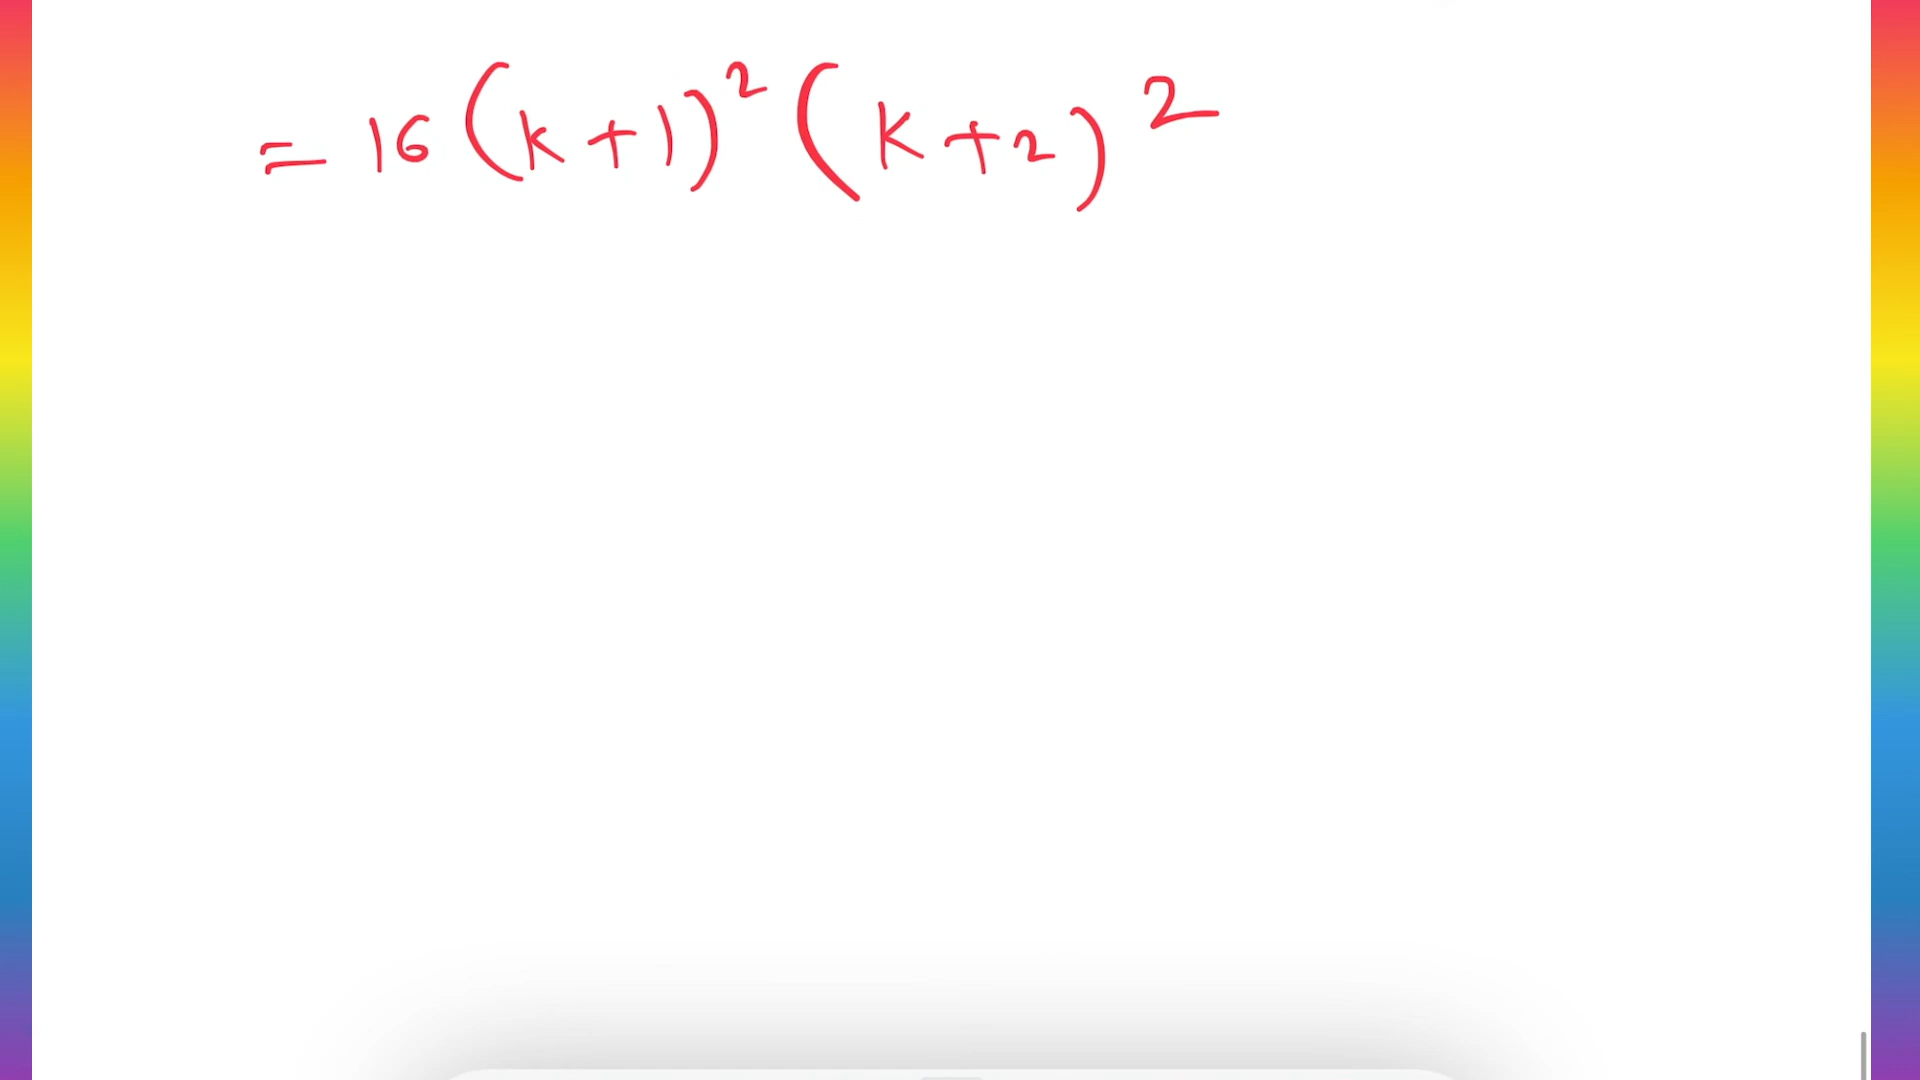 = 16 (k+1)² (k+2)²